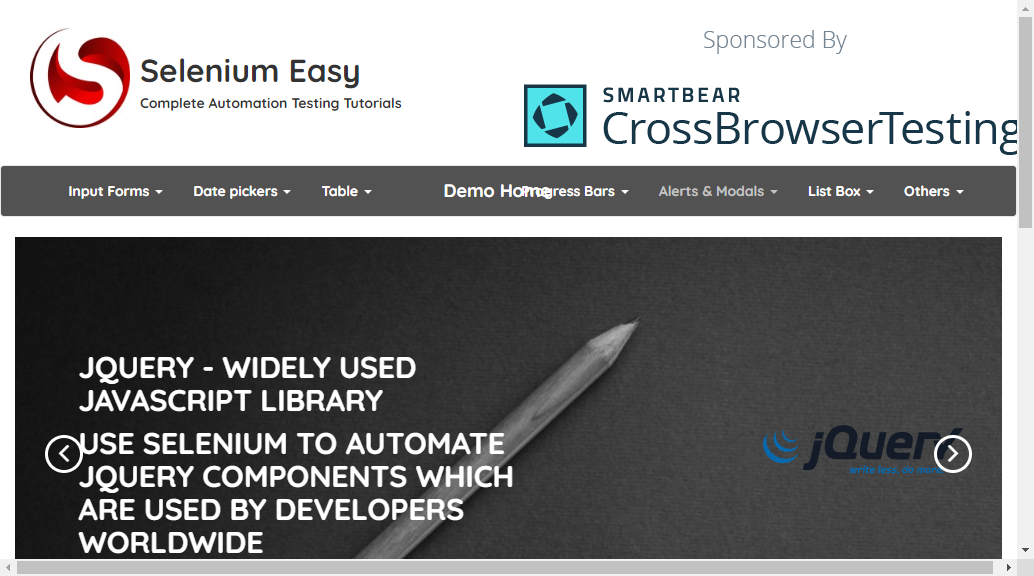 Sponsored By
Selenium Easy
Complete Automation Testing Tutorials
SMARTBEAR
CrossBrowserTesting
Input Forms Date pickers Table Demo Home Progress Bars Alerts & Modals List Box Others
JQUERY - WIDELY USED
JAVASCRIPT LIBRARY
USE SELENIUM TO AUTOMATE
JQUERY COMPONENTS WHICH
ARE USED BY DEVELOPERS
WORLDWIDE
jQuery
write less, do more